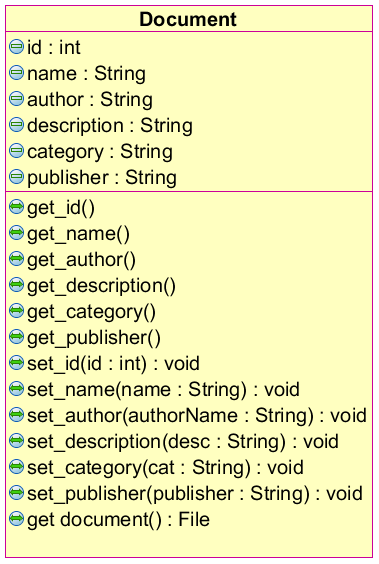 Document
id : int
name : String
author : String
description : String
category : String
publisher : String
get_id()
get_name()
get_author()
get_description()
get_category()
get_publisher()
set_id(id : int) : void
set_name(name : String) : void
set_author(authorName : String) : void
set_description(desc : String) : void
set_category(cat : String) : void
set_publisher(publisher : String) : void
get document() : File